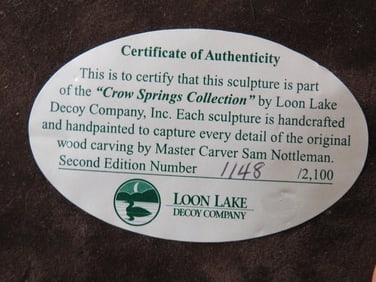 Certificate of Authenticity
This is to certify that this sculpture is part
of the "Crow Springs Collection" by Loon Lake
Decoy Company, Inc. Each sculpture is handcrafted
and handpainted to capture every detail of the original
wood carving by Master Carver Sam Nottleman.
Second Edition Number 1148 /2,100
LOON LAKE
DECOY COMPANY